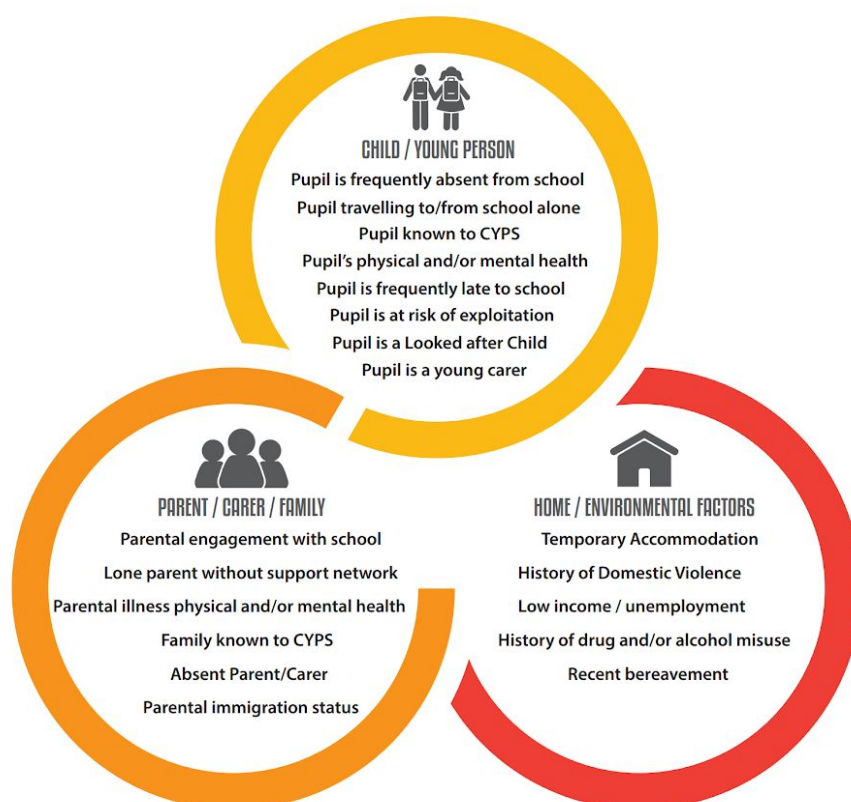 CHILD / YOUNG PERSON
Pupil is frequently absent from school
Pupil travelling to/from school alone
Pupil known to CYPS
Pupil's physical and/or mental health
Pupil is frequently late to school
Pupil is at risk of exploitation
Pupil is a Looked after Child
Pupil is a young carer
PARENT / CARER / FAMILY
Parental engagement with school
Lone parent without support network
Parental illness physical and/or mental health
Family known to CYPS
Absent Parent/Carer
Parental immigration status
HOME / ENVIRONMENTAL FACTORS
Temporary Accommodation
History of Domestic Violence
Low income / unemployment
History of drug and/or alcohol misuse
Recent bereavement